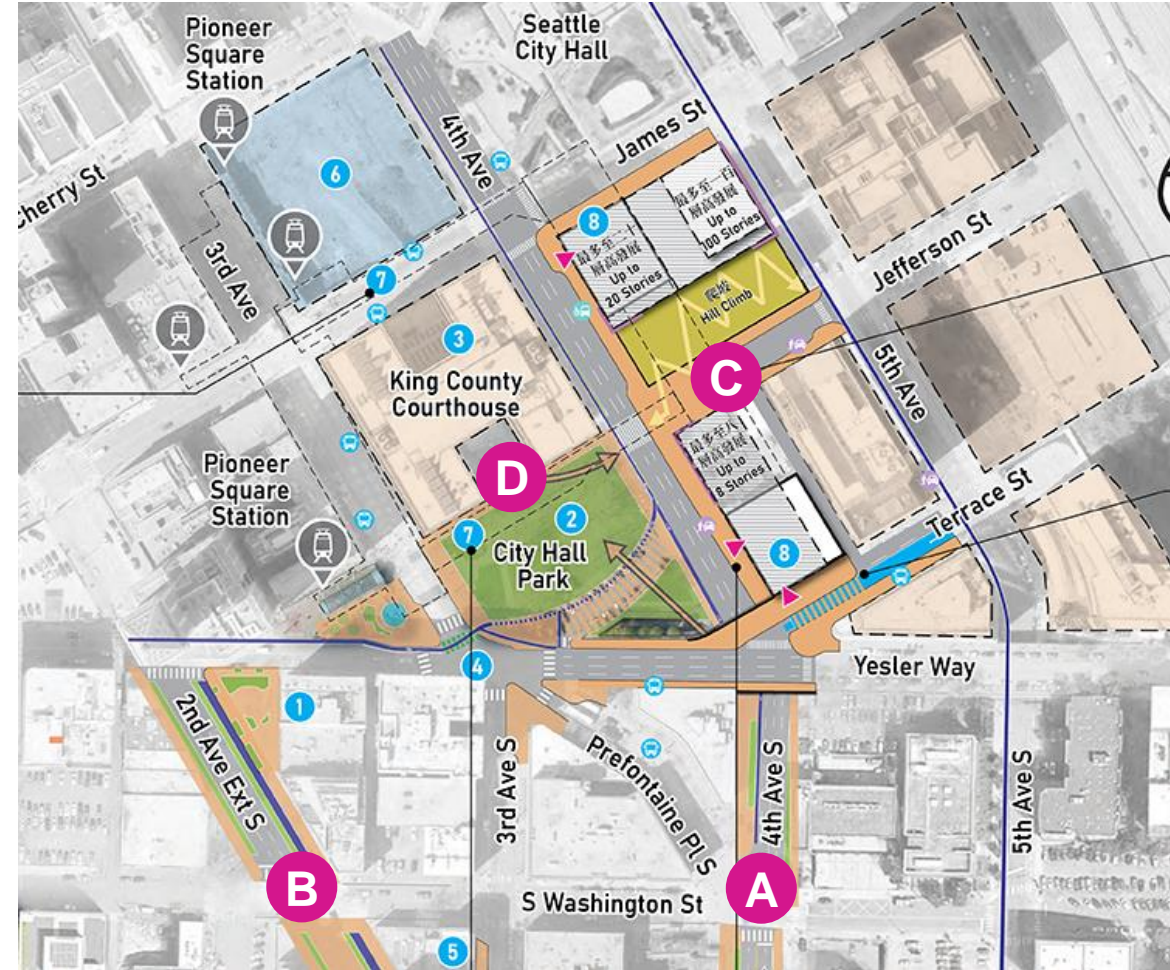 Pioneer
Square
Station
Seattle
City Hall
4th Ave
James St
6
Cherry St
3rd Ave
7
8
最多至二十
層高發展
Up to
20 Stories
最多至一百
層高發展
Up to
100 Stories
爬坡
Hill Climb
Jefferson St
5th Ave
3
King County
Courthouse
C
最多至八
層高發展
Up to
8 Stories
Pioneer
Square
Station
D
2
7
City Hall
Park
8
Terrace St
4
Yesler Way
1
2nd Ave Ext S
3rd Ave S
Prefontaine Pl S
4th Ave S
5th Ave S
B
A
S Washington St
5